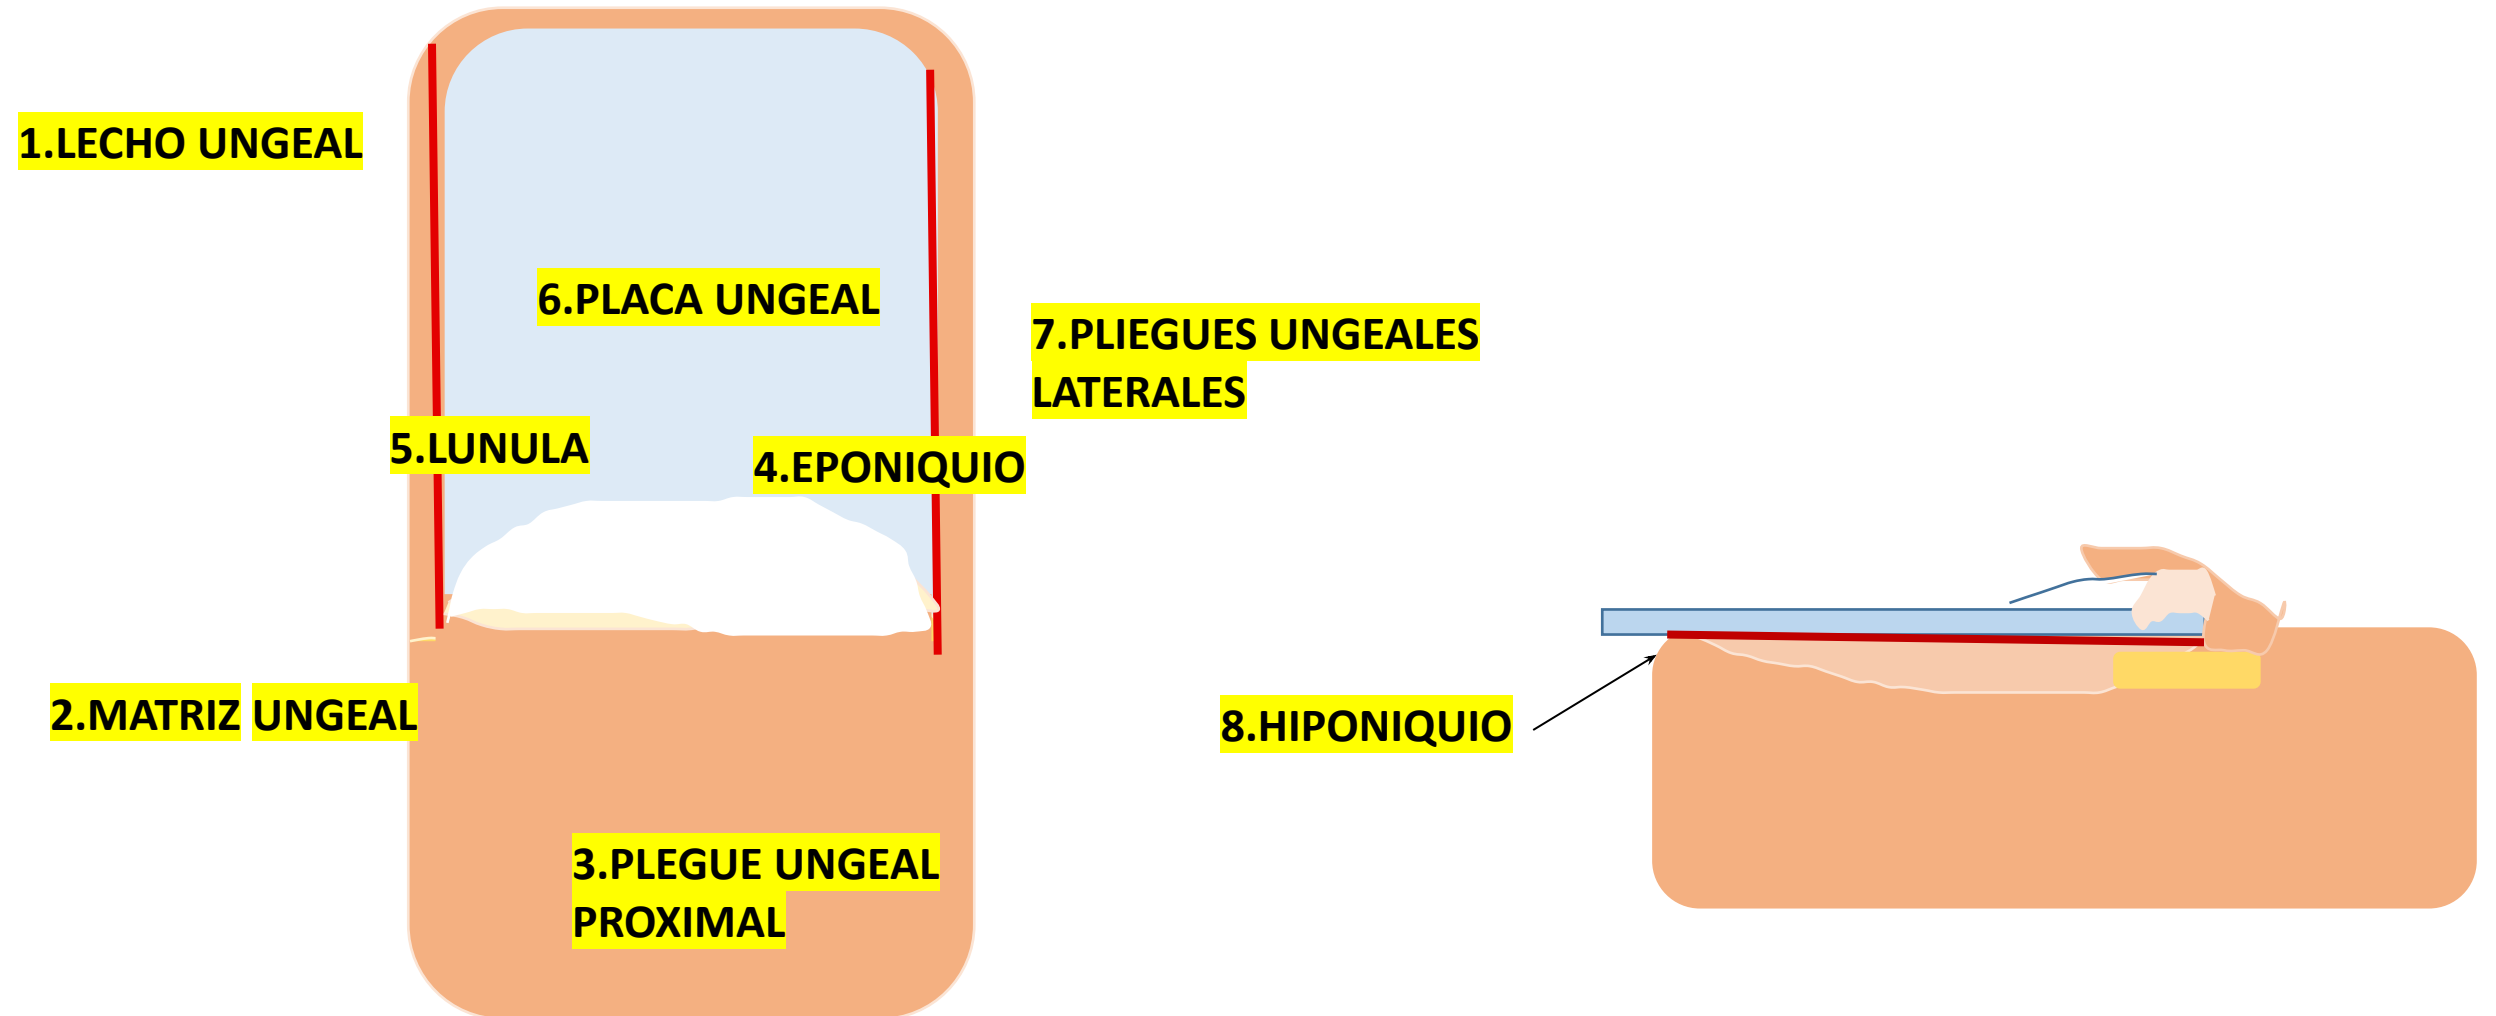 1.LECHO UNGEAL
6.PLACA UNGEAL
7.PLIEGUES UNGEALES
LATERALES
5.LUNULA
4.EPONIQUIO
2.MATRIZ UNGEAL
8.HIPONIQUIO
3.PLEGUE UNGEAL
PROXIMAL